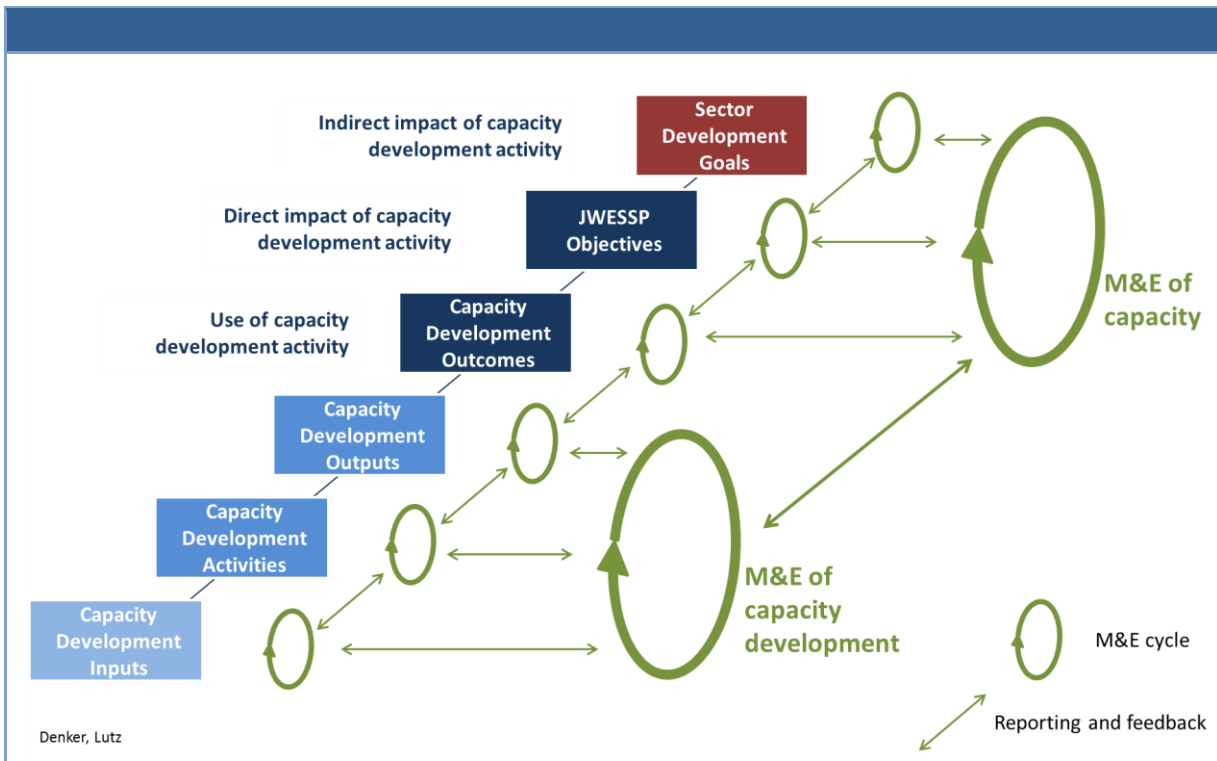 Indirect impact of capacity
development activity
Sector
Development
Goals
Direct impact of capacity
development activity
JWESSP
Objectives
Use of capacity
development activity
Capacity
Development
Outcomes
M&E of
capacity
Capacity
Development
Outputs
Capacity
Development
Activities
M&E of
capacity
development
Capacity
Development
Inputs
M&E cycle
Reporting and feedback
Denker, Lutz